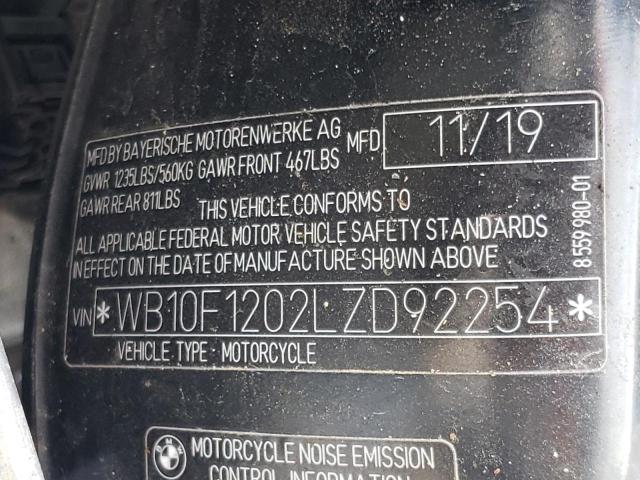 MFD BY BAYERISCHE MOTORENWERKE AG
GVWR 1235LBS/560KG GAWR FRONT 467LBS
GAWR REAR 811LBS
MFD 11/19
THIS VEHICLE CONFORMS TO
ALL APPLICABLE FEDERAL MOTOR VEHICLE SAFETY STANDARDS
IN EFFECT ON THE DATE OF MANUFACTURE SHOWN ABOVE
VIN *WB10F1202LZD92254*
VEHICLE TYPE: MOTORCYCLE
8 559 980-01
BMW
MOTORCYCLE NOISE EMISSION
CONTROL INFORMATION